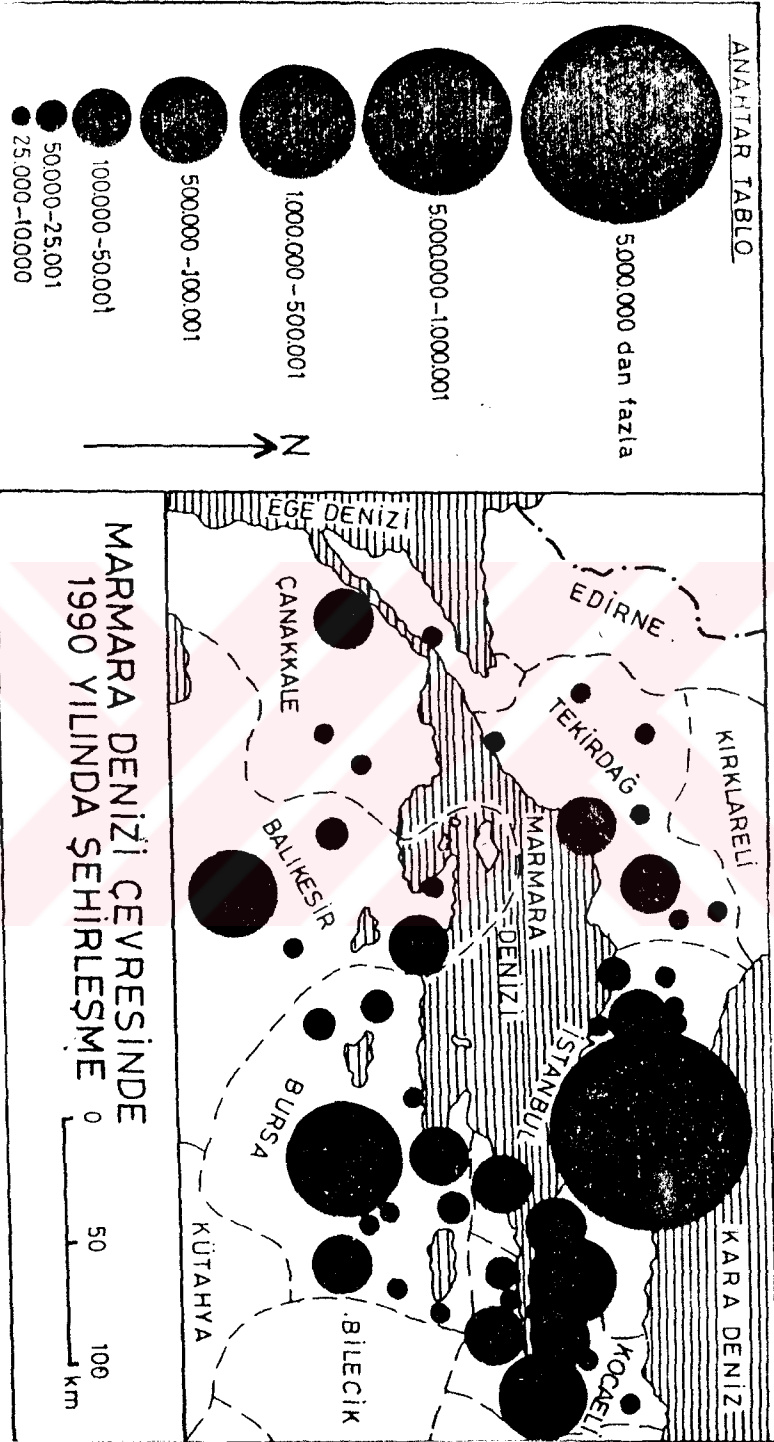 ANAHTAR TABLO
5.000.000 dan fazla
5.000.000-1.000.001
1.000.000-500.001
500.000-100.001
100.000-50.001
50.000-25.001
25.000-10.000
N
EGE DENİZİ
EDİRNE
ÇANAKKALE
TEKİRDAĞ
KIRKLARELİ
BALIKESİR
MARMARA
DENİZİ
İSTANBUL
BURSA
KARA DENİZ
KÜTAHYA
BİLECİK
KOCAELİ
MARMARA DENİZİ ÇEVRESİNDE
1990 YILINDA ŞEHİRLEŞME
0 50 100
km